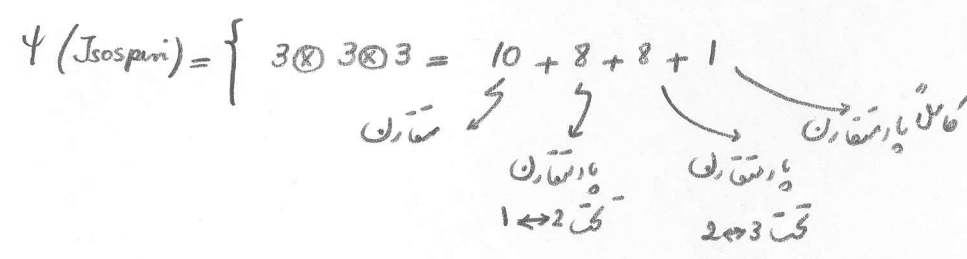 Ψ (Isospin) = { 3⊗3⊗3 = 10 + 8 + 8 + 1
متقارن
پادمتقارن
تحت 1↔2
پادمتقارن
تحت 2↔3
کاملاً پادمتقارن